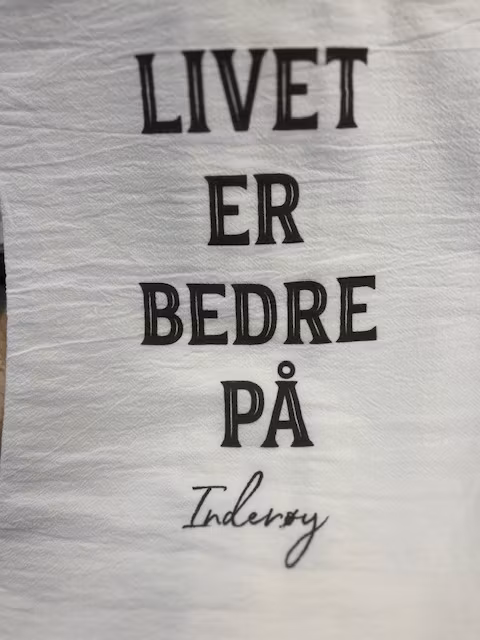 LIVET
ER
BEDRE
PÅ
Inderøy